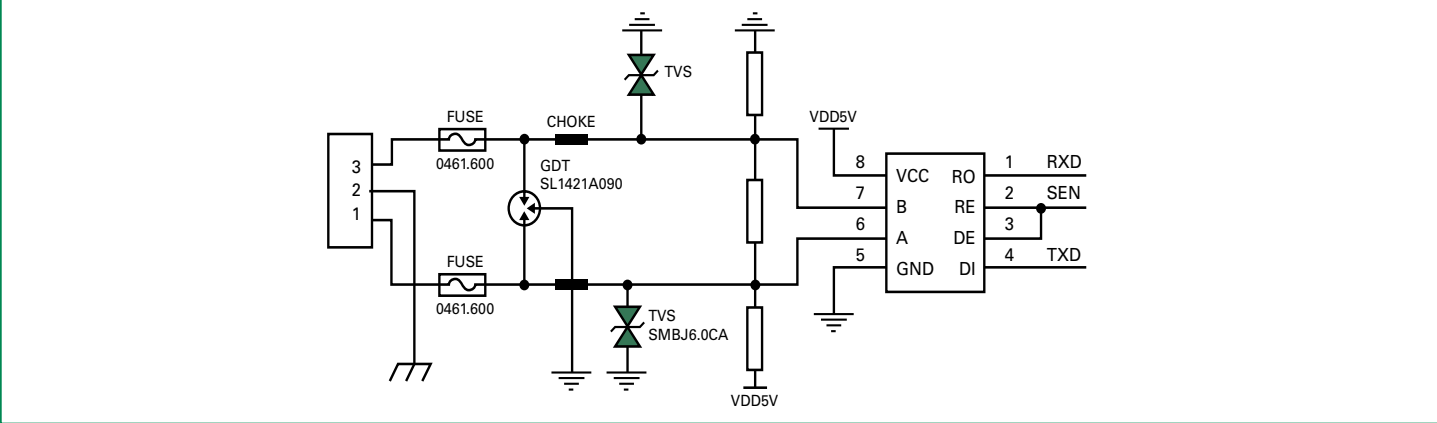 TVS
FUSE
0461.600
CHOKE
GDT
SL1421A090
3
2
1
FUSE
0461.600
TVS
SMBJ6.0CA
VDD5V
VDD5V
8
7
6
5
VCC
B
A
GND
RO
RE
DE
DI
1
2
3
4
RXD
SEN
TXD